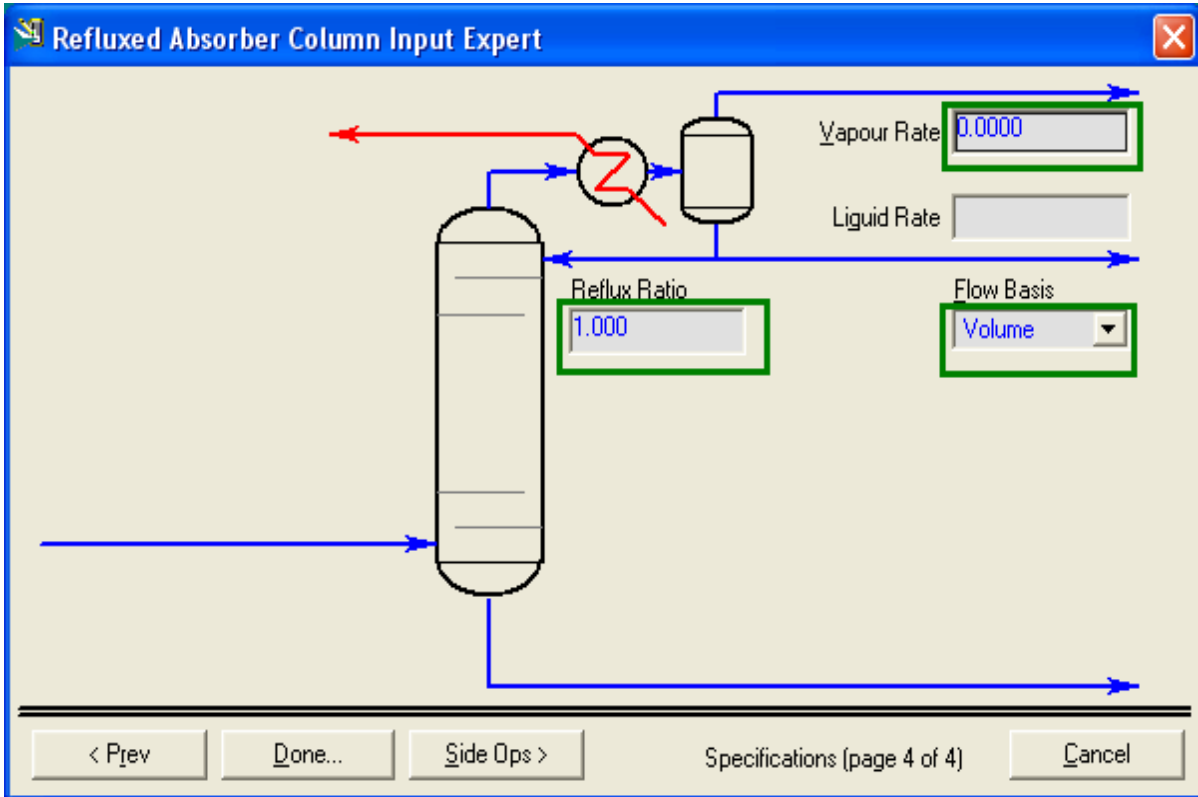 Refluxed Absorber Column Input Expert
Vapour Rate 0.0000
Liguid Rate
Reflux Ratio
1.000
Flow Basis
Volume
< Prev
Done...
Side Ops >
Specifications (page 4 of 4)
Cancel